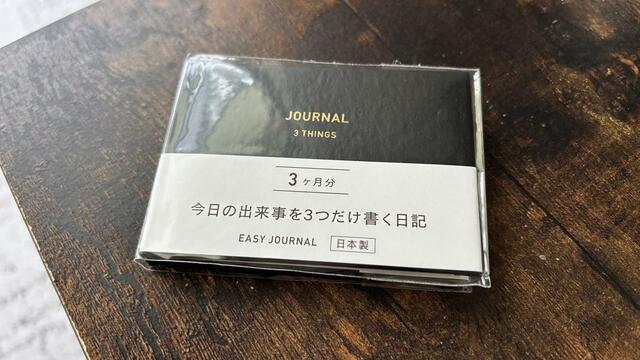 JOURNAL
3 THINGS
3ヶ月分
今日の出来事を3つだけ書く日記
EASY JOURNAL 日本製